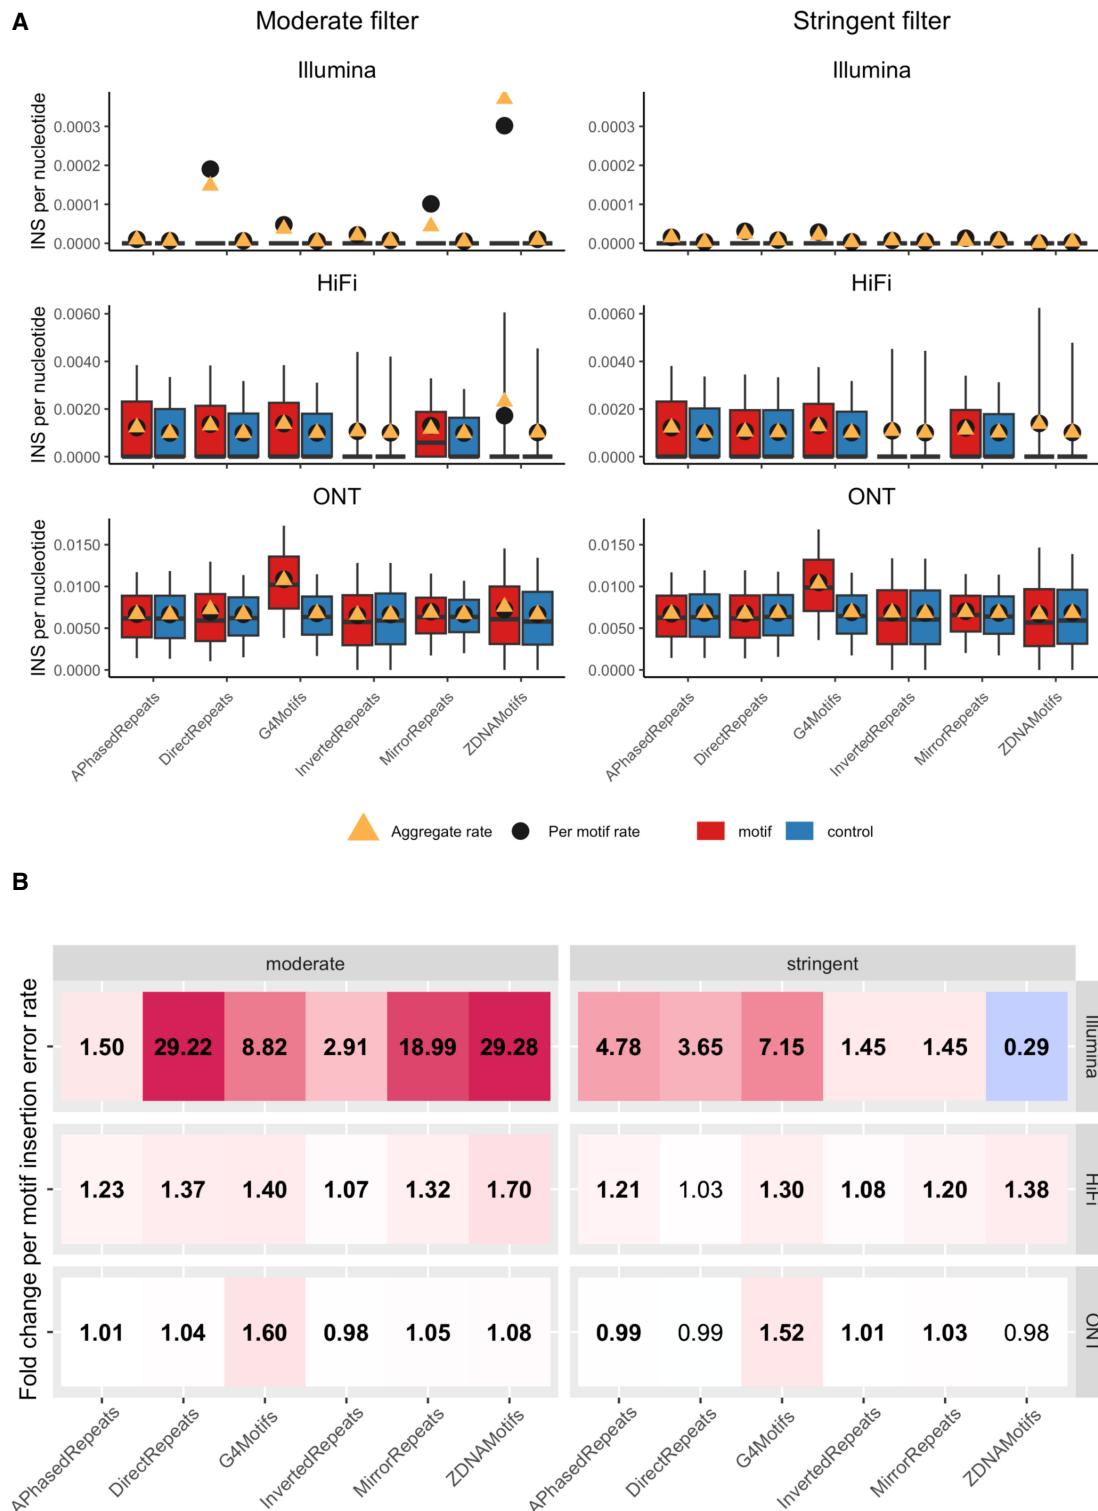 A
Moderate filter
Stringent filter
Illumina
Illumina
INS per nucleotide
0.0003
0.0002
0.0001
0.0000
0.0003
0.0002
0.0001
0.0000
HiFi
HiFi
INS per nucleotide
0.0060
0.0040
0.0020
0.0000
0.0060
0.0040
0.0020
0.0000
ONT
ONT
INS per nucleotide
0.0150
0.0100
0.0050
0.0000
0.0150
0.0100
0.0050
0.0000
APhasedRepeats
DirectRepeats
G4Motifs
InvertedRepeats
MirrorRepeats
ZDNAMotifs
APhasedRepeats
DirectRepeats
G4Motifs
InvertedRepeats
MirrorRepeats
ZDNAMotifs
Aggregate rate
Per motif rate
motif
control
B
Fold change per motif insertion error rate
moderate
stringent
1.50 29.22 8.82 2.91 18.99 29.28
4.78 3.65 7.15 1.45 1.45 0.29
Illumina
1.23 1.37 1.40 1.07 1.32 1.70
1.21 1.03 1.30 1.08 1.20 1.38
HiFi
1.01 1.04 1.60 0.98 1.05 1.08
0.99 0.99 1.52 1.01 1.03 0.98
ONT
APhasedRepeats
DirectRepeats
G4Motifs
InvertedRepeats
MirrorRepeats
ZDNAMotifs
APhasedRepeats
DirectRepeats
G4Motifs
InvertedRepeats
MirrorRepeats
ZDNAMotifs